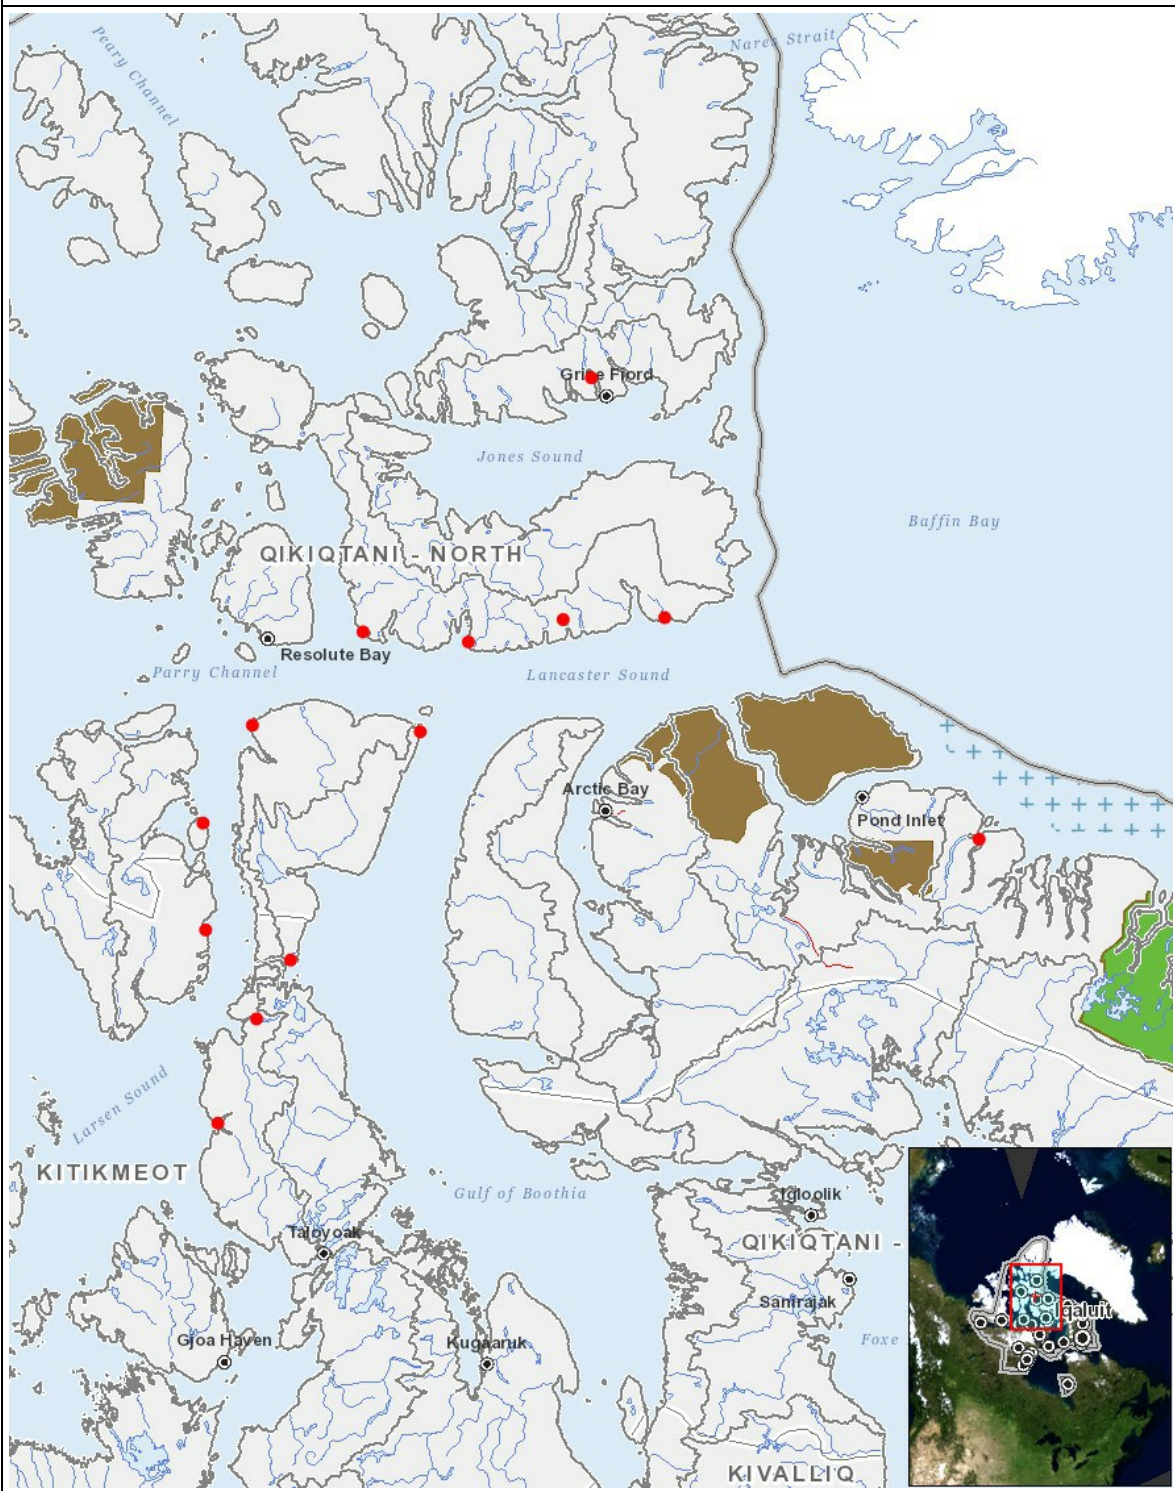 Peary Channel
Nares Strait
Grise Fiord
Jones Sound
Baffin Bay
QIKIQTANI - NORTH
Resolute Bay
Parry Channel
Lancaster Sound
Arctic Bay
Pond Inlet
Larsen Sound
KITIKMEOT
Gulf of Boothia
Igloolik
Taloyoak
QIKIQTANI -
Sanirajak
Iqaluit
Gjoa Haven
Kugaaruk
Foxe
KIVALLIQ